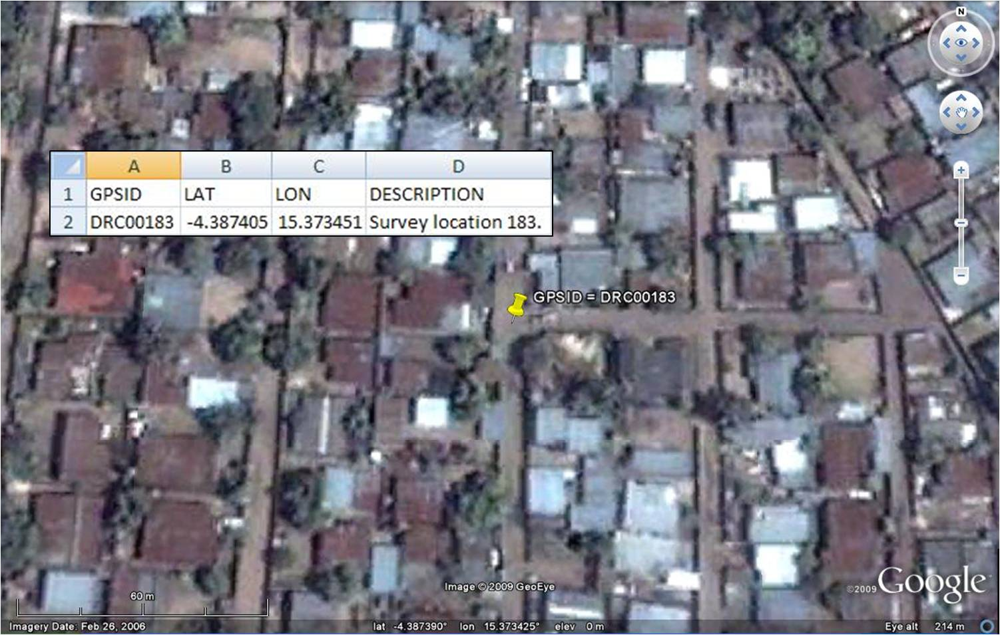 N
A B C D
1 GPSID LAT LON DESCRIPTION
2 DRC00183 -4.387405 15.373451 Survey location 183.
GPSID = DRC00183
Image © 2009 GeoEye
©2009 Google™
60 m
Imagery Date: Feb 26, 2006 lat -4.387390° lon 15.373425° elev 0 m Eye alt 214 m